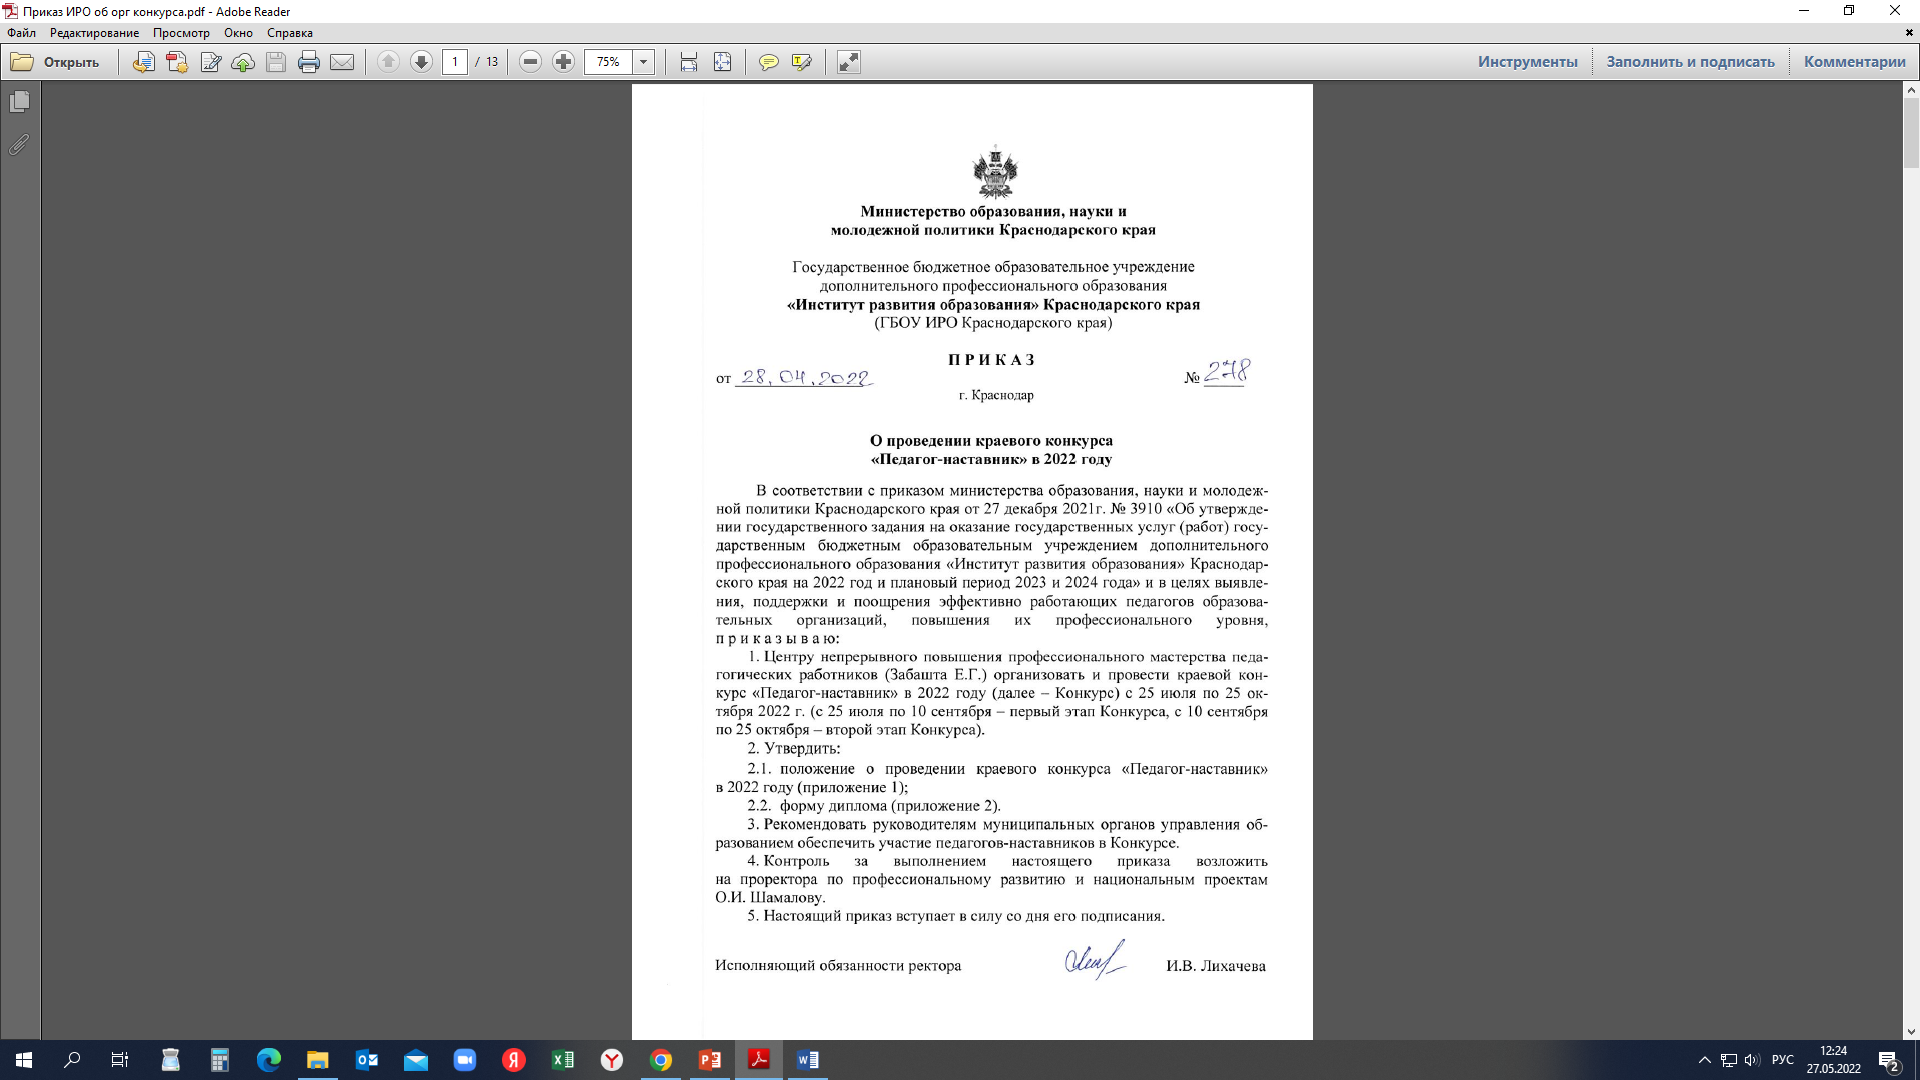 Приказ ИРО об орг конкурса.pdf - Adobe Reader
Файл Редактирование Просмотр Окно Справка
Открыть 1 / 13 75% Инструменты Заполнить и подписать Комментарии
Министерство образования, науки и
молодежной политики Краснодарского края
Государственное бюджетное образовательное учреждение
дополнительного профессионального образования
«Институт развития образования» Краснодарского края
(ГБОУ ИРО Краснодарского края)
П Р И К А З
от 28.04.2022 № 278
г. Краснодар
О проведении краевого конкурса
«Педагог-наставник» в 2022 году
В соответствии с приказом министерства образования, науки и молодеж-
ной политики Краснодарского края от 27 декабря 2021г. № 3910 «Об утвержде-
нии государственного задания на оказание государственных услуг (работ) госу-
дарственным бюджетным образовательным учреждением дополнительного
профессионального образования «Институт развития образования» Краснодар-
ского края на 2022 год и плановый период 2023 и 2024 года» и в целях выявле-
ния, поддержки и поощрения эффективно работающих педагогов образова-
тельных организаций, повышения их профессионального уровня,
п р и к а з ы в а ю:
1. Центру непрерывного повышения профессионального мастерства педа-
гогических работников (Забашта Е.Г.) организовать и провести краевой кон-
курс «Педагог-наставник» в 2022 году (далее – Конкурс) с 25 июля по 25 ок-
тября 2022 г. (с 25 июля по 10 сентября – первый этап Конкурса, с 10 сентября
по 25 октября – второй этап Конкурса).
2. Утвердить:
2.1. положение о проведении краевого конкурса «Педагог-наставник»
в 2022 году (приложение 1);
2.2. форму диплома (приложение 2).
3. Рекомендовать руководителям муниципальных органов управления об-
разованием обеспечить участие педагогов-наставников в Конкурсе.
4. Контроль за выполнением настоящего приказа возложить
на проректора по профессиональному развитию и национальным проектам
О.И. Шамалову.
5. Настоящий приказ вступает в силу со дня его подписания.
Исполняющий обязанности ректора И.В. Лихачева
РУС
12:24
27.05.2022
2